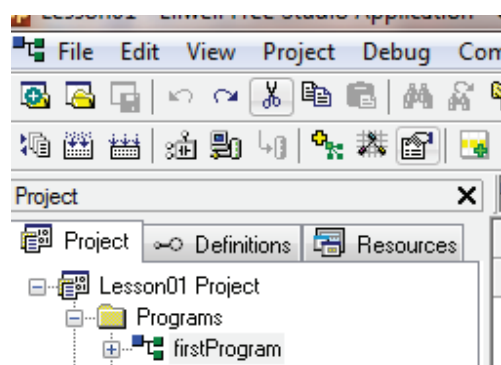 File Edit View Project Debug
Project
Project Definitions Resources
Lesson01 Project
Programs
firstProgram